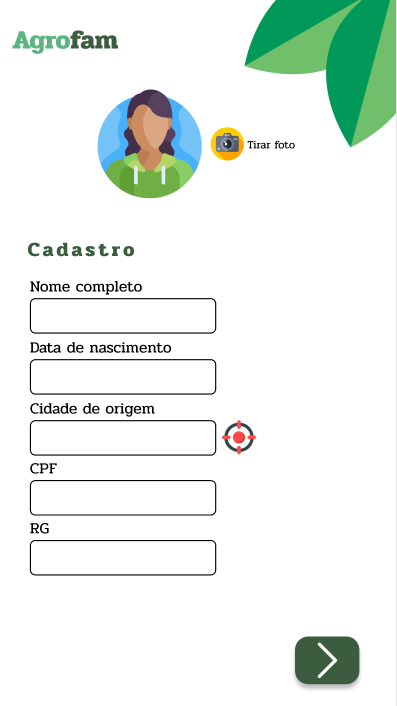 Agrofam
Tirar foto
Cadastro
Nome completo
Data de nascimento
Cidade de origem
CPF
RG